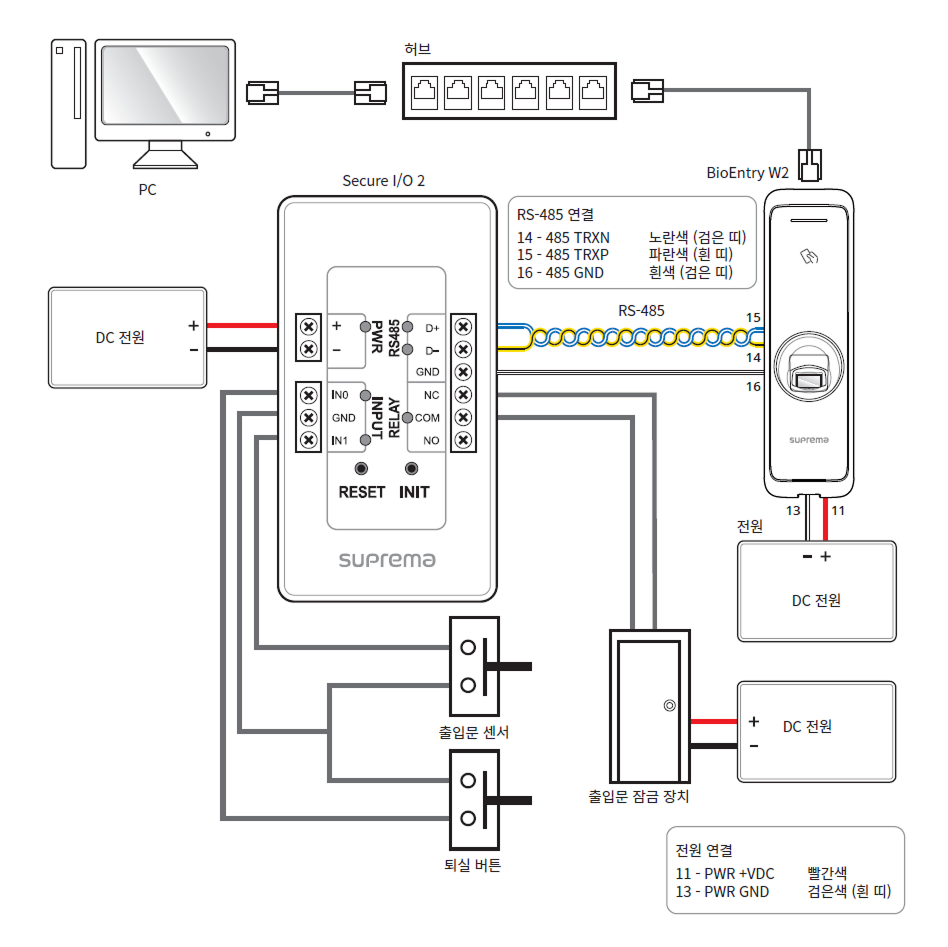 허브
PC
BioEntry W2
Secure I/O 2
RS-485 연결
14 - 485 TRXN 노란색 (검은 띠)
15 - 485 TRXP 파란색 (흰 띠)
16 - 485 GND 흰색 (검은 띠)
RS-485
15
14
16
DC 전원
+
−
+
−
PWR
RS485
D+
D−
GND
IN0
GND
IN1
INPUT
RELAY
NC
COM
NO
RESET INIT
suprema
suprema
13
11
전원
− +
DC 전원
출입문 센서
퇴실 버튼
출입문 잠금 장치
+
−
DC 전원
전원 연결
11 - PWR +VDC 빨간색
13 - PWR GND 검은색 (흰 띠)